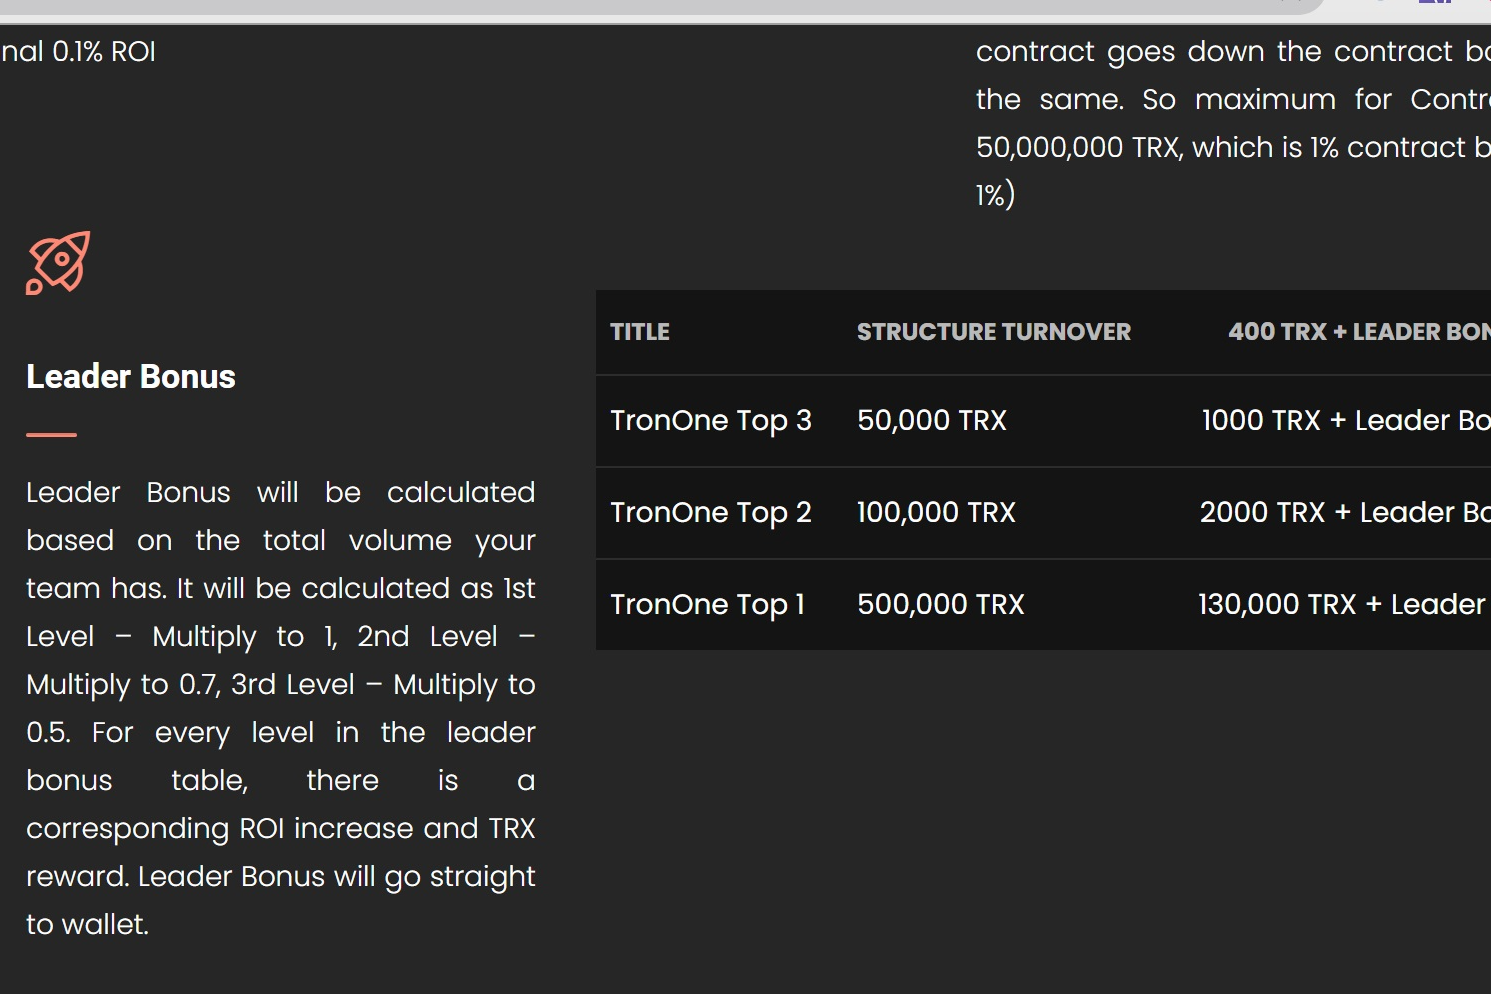 nal 0.1% ROI
contract goes down the contract
the same. So maximum for
50,000,000 TRX, which is 1% contract
1%)
Leader Bonus
Leader Bonus will be calculated
based on the total volume your
team has. It will be calculated as 1st
Level – Multiply to 1, 2nd Level –
Multiply to 0.7, 3rd Level – Multiply to
0.5. For every level in the leader
bonus table, there is a
corresponding ROI increase and TRX
reward. Leader Bonus will go straight
to wallet.
TITLE STRUCTURE TURNOVER 400 TRX + LEADER BON
TronOne Top 3 50,000 TRX 1000 TRX + Leader Bo
TronOne Top 2 100,000 TRX 2000 TRX + Leader Bo
TronOne Top 1 500,000 TRX 130,000 TRX + Leader